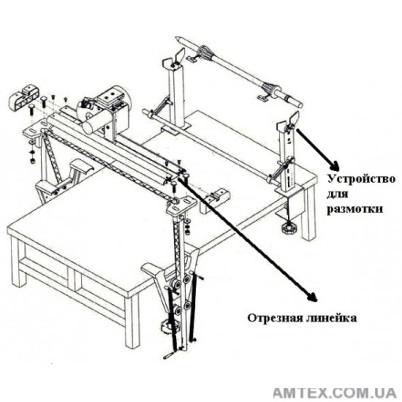 Устройство
для
размотки
Отрезная линейка
AMTEX.COM.UA